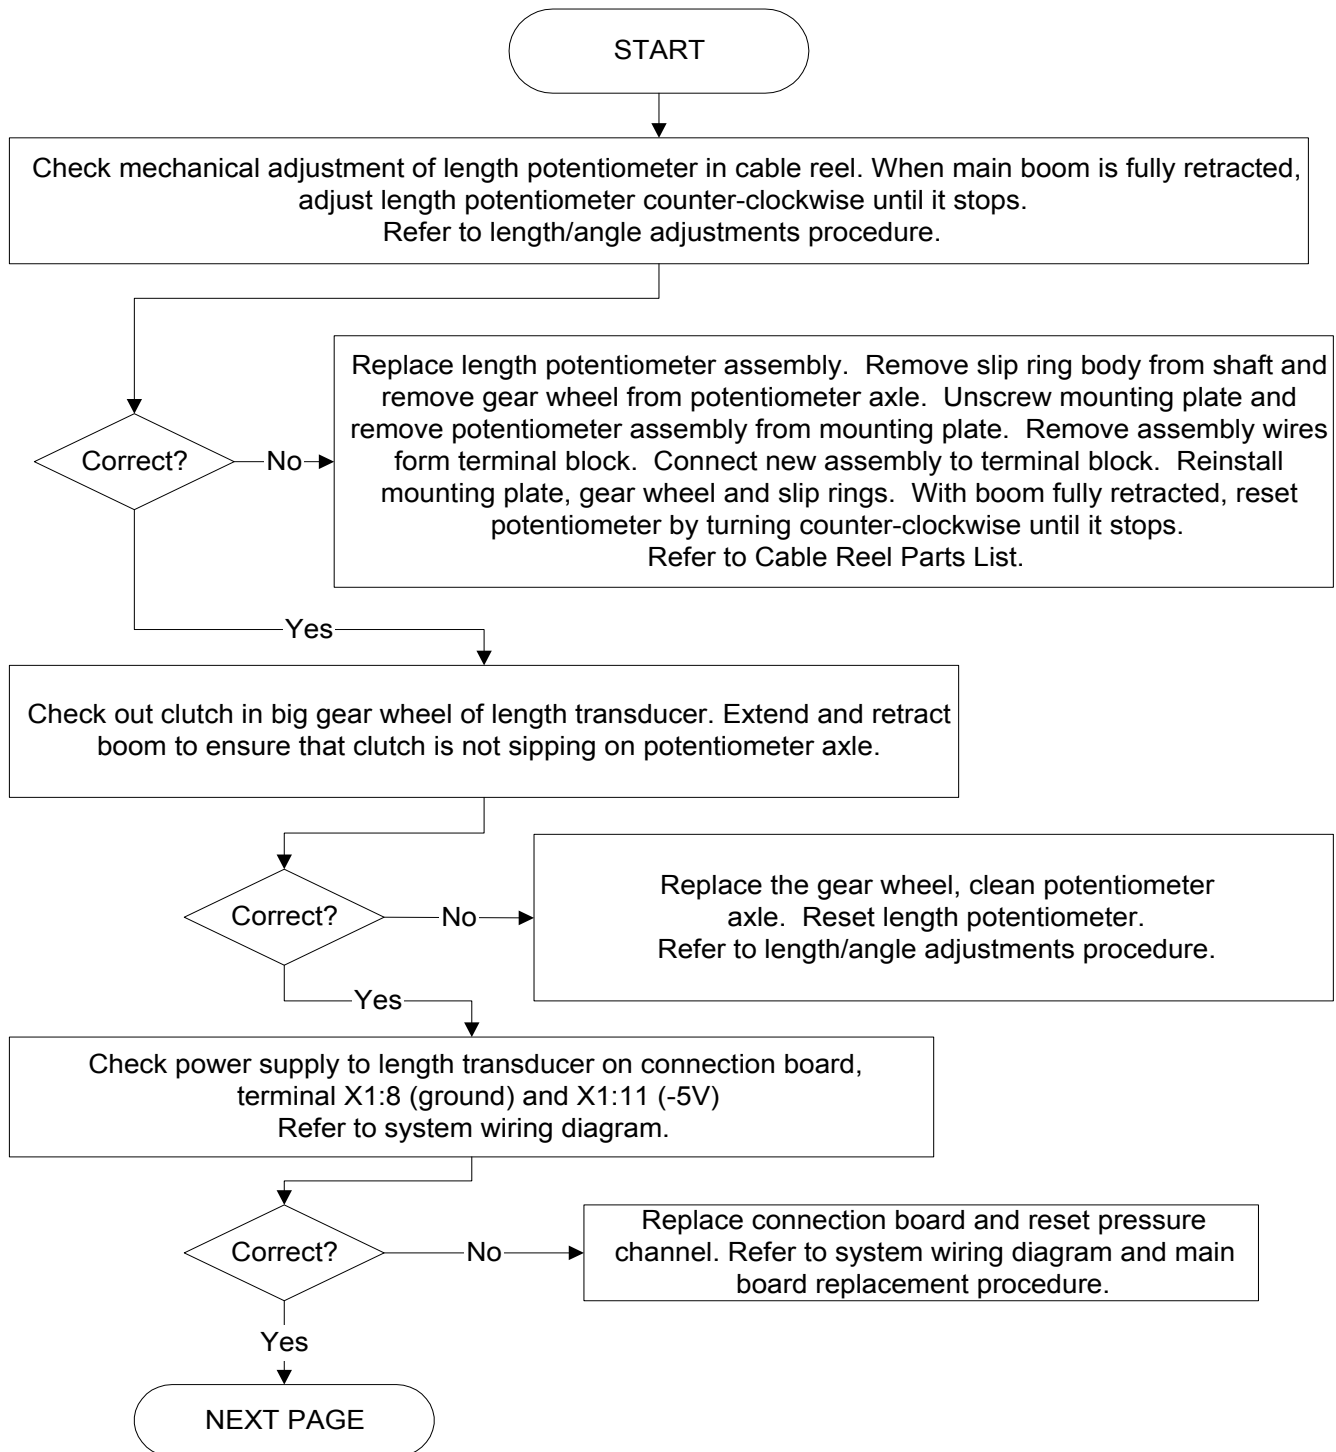 START
Check mechanical adjustment of length potentiometer in cable reel. When main boom is fully retracted,
adjust length potentiometer counter-clockwise until it stops.
Refer to length/angle adjustments procedure.
Correct?
No
Replace length potentiometer assembly.  Remove slip ring body from shaft and
remove gear wheel from potentiometer axle.  Unscrew mounting plate and
remove potentiometer assembly from mounting plate.  Remove assembly wires
form terminal block.  Connect new assembly to terminal block.  Reinstall
mounting plate, gear wheel and slip rings.  With boom fully retracted, reset
potentiometer by turning counter-clockwise until it stops.
Refer to Cable Reel Parts List.
Yes
Check out clutch in big gear wheel of length transducer. Extend and retract
boom to ensure that clutch is not sipping on potentiometer axle.
Correct?
No
Replace the gear wheel, clean potentiometer
axle.  Reset length potentiometer.
Refer to length/angle adjustments procedure.
Yes
Check power supply to length transducer on connection board,
terminal X1:8 (ground) and X1:11 (-5V)
Refer to system wiring diagram.
Correct?
No
Replace connection board and reset pressure
channel. Refer to system wiring diagram and main
board replacement procedure.
Yes
NEXT PAGE